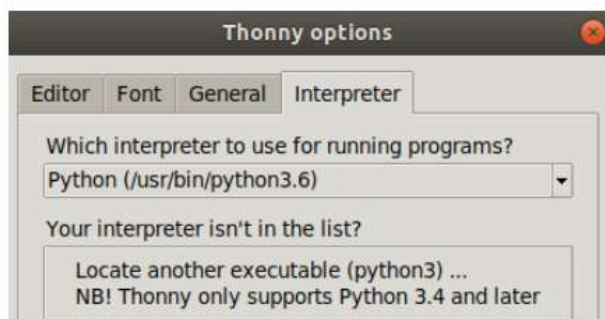 Thonny options
Editor Font General Interpreter
Which interpreter to use for running programs?
Python (/usr/bin/python3.6)
Your interpreter isn't in the list?
Locate another executable (python3) ...
NB! Thonny only supports Python 3.4 and later